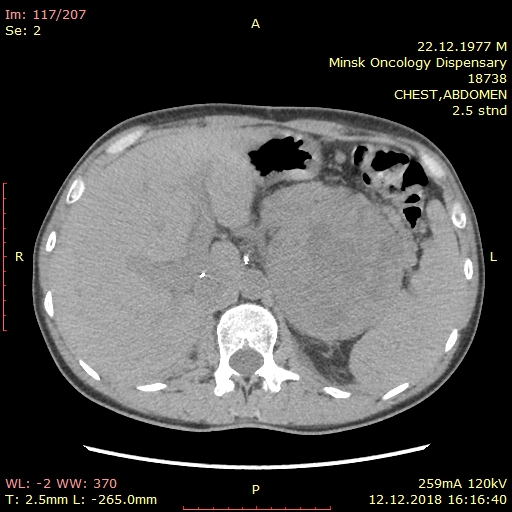 Im: 117/207
Se: 2
A
22.12.1977 M
Minsk Oncology Dispensary
18738
CHEST,ABDOMEN
2.5 stnd
R
L
WL: -2 WW: 370
T: 2.5mm L: -265.0mm
P
259mA 120kV
12.12.2018 16:16:40